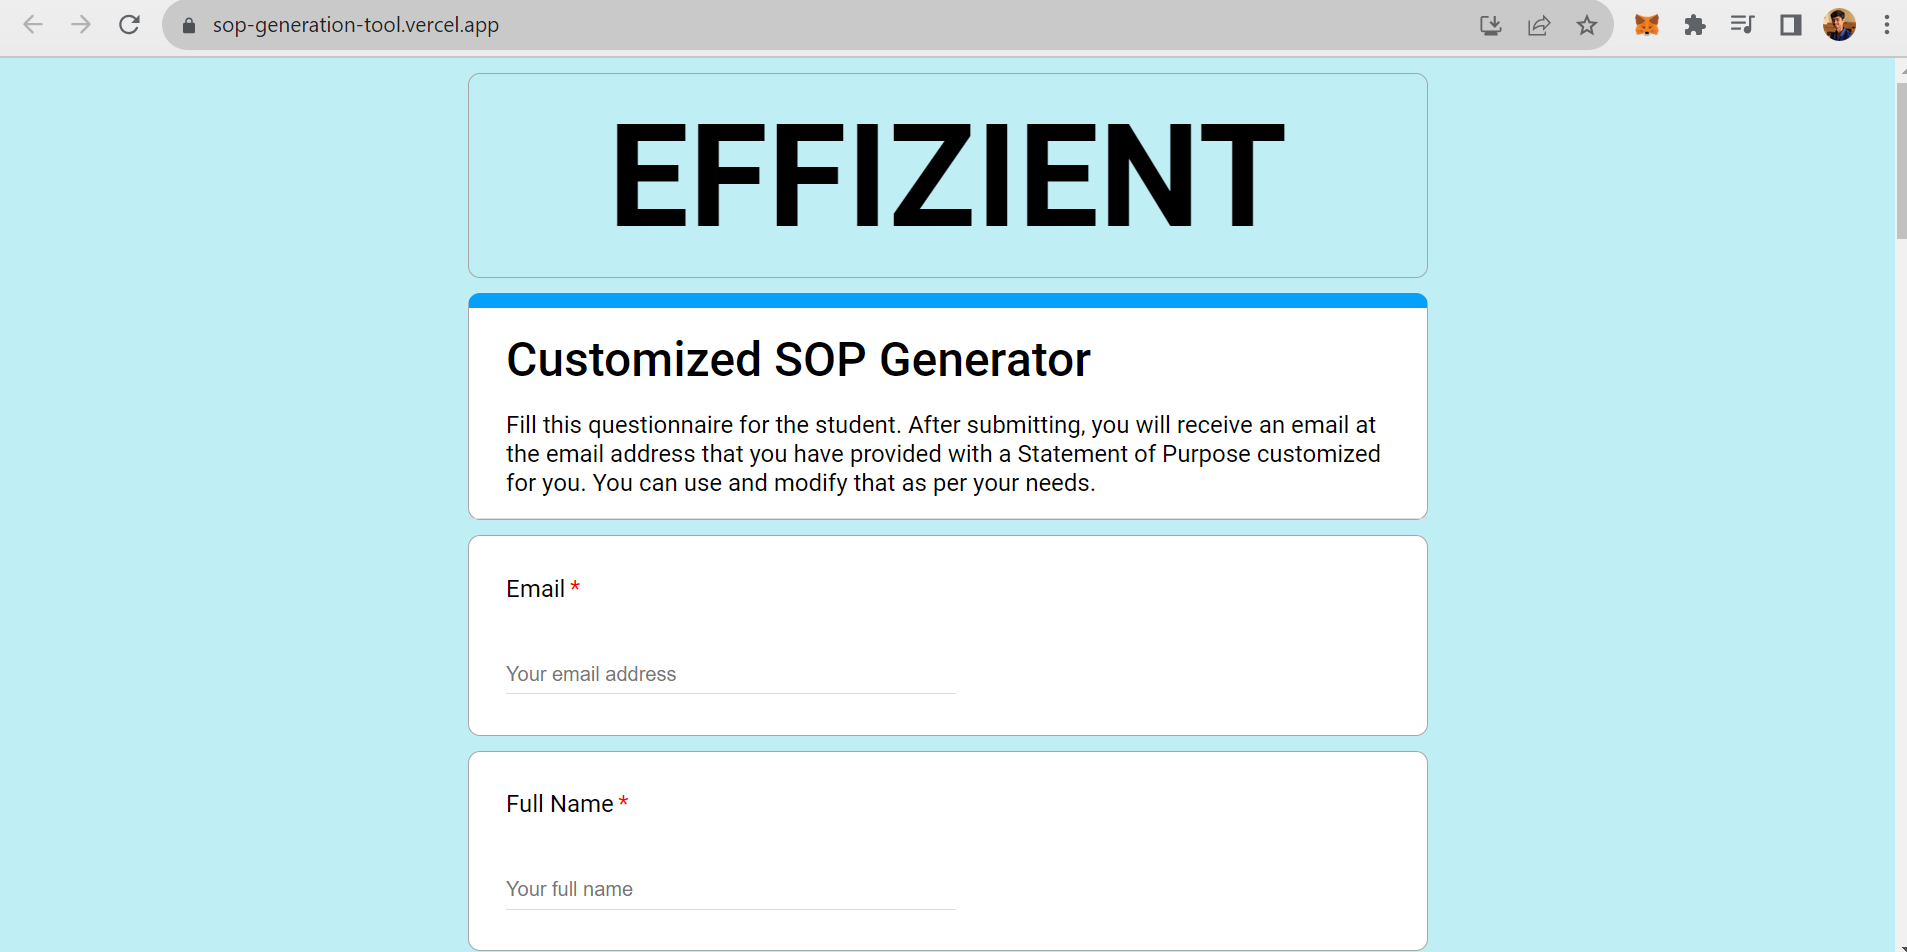 sop-generation-tool.vercel.app
EFFIZIENT
Customized SOP Generator
Fill this questionnaire for the student. After submitting, you will receive an email at
the email address that you have provided with a Statement of Purpose customized
for you. You can use and modify that as per your needs.
Email *
Your email address
Full Name *
Your full name